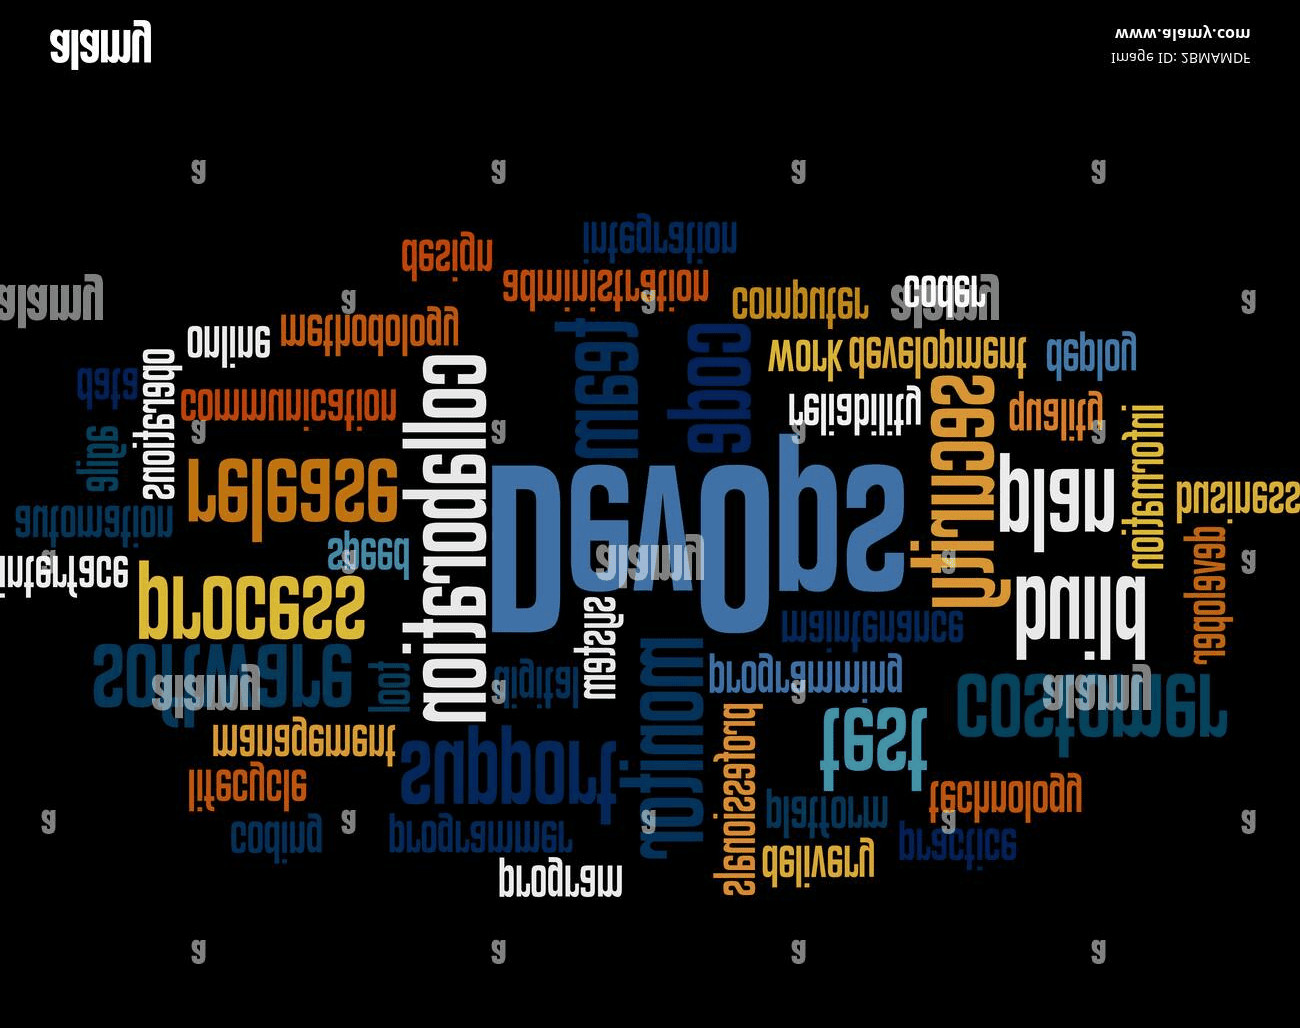 alamy
www.alamy.com
Image ID: 2BMAMDF
integration
design
administration
coder
computer
methodology
online
team
code
work
development
deploy
data
operations
communication
collaboration
reliability
security
quality
information
agile
release
DevOps
plan
business
automation
speed
developer
interface
process
system
build
maintenance
software
tool
digital
monitor
programming
customer
professionals
test
management
support
lifecycle
technology
platform
coding
programmer
practice
delivery
program